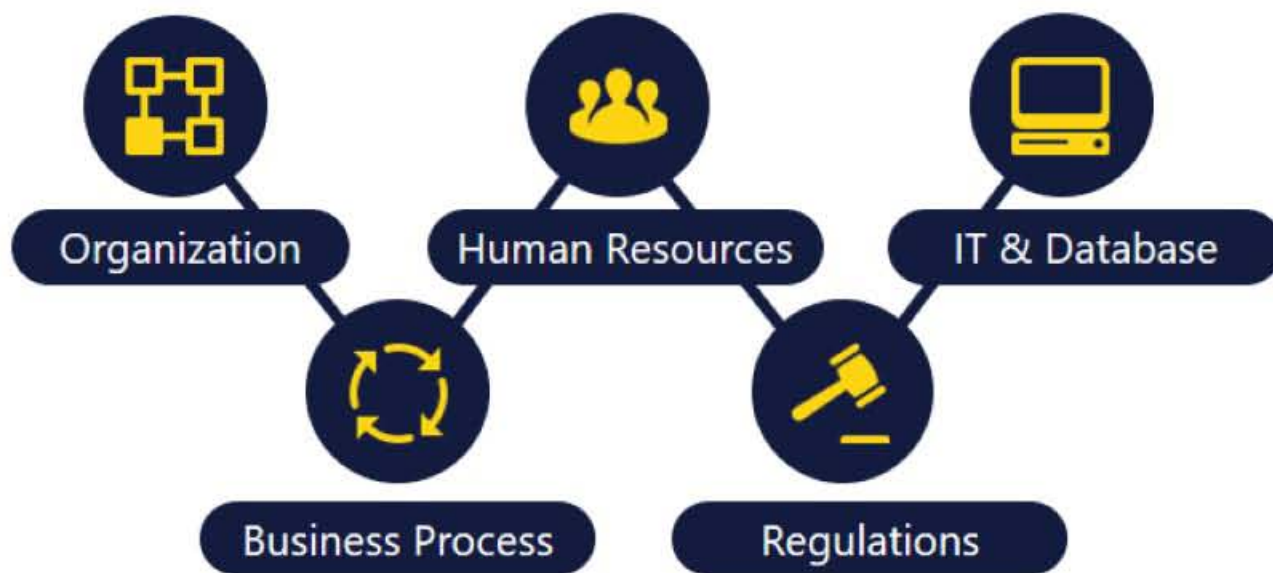 Organization
Human Resources
IT & Database
Business Process
Regulations